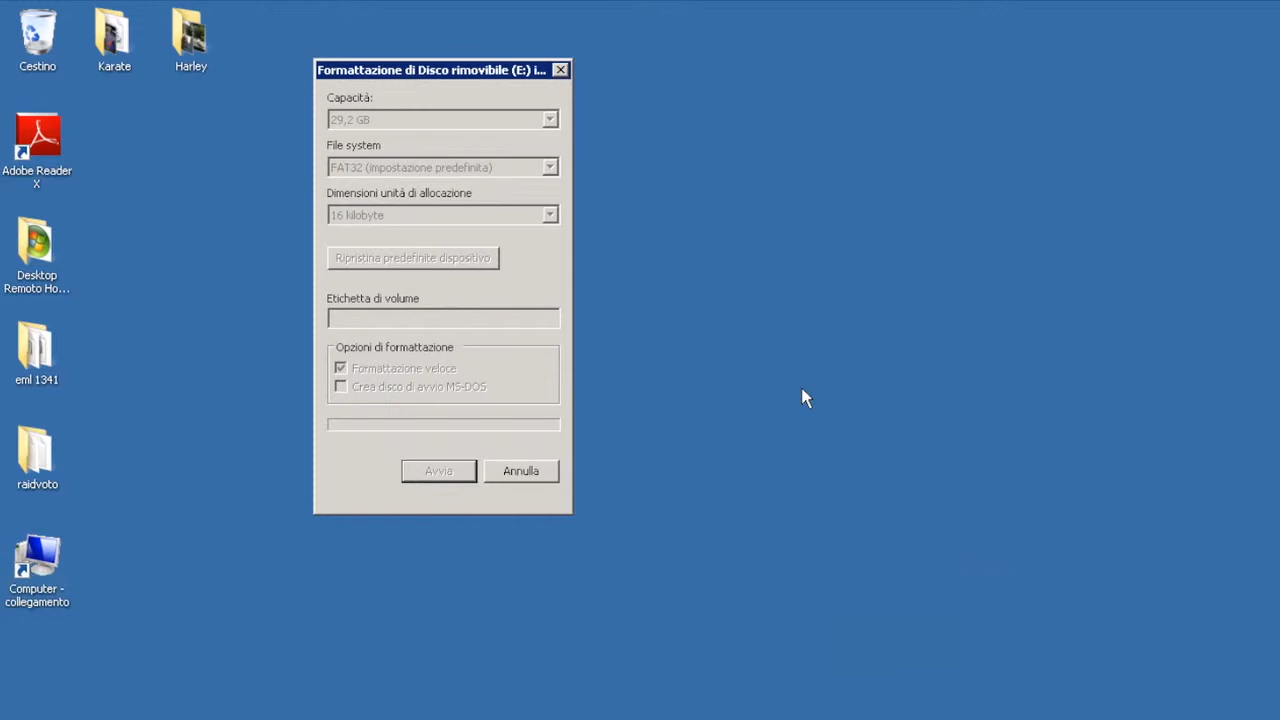 Cestino
Karate
Harley
Adobe Reader
X
Desktop
Remoto Ho...
eml 1341
raidvoto
Computer -
collegamento
Formattazione di Disco rimovibile (E:) i...
Capacità:
29,2 GB
File system
FAT32 (impostazione predefinita)
Dimensioni unità di allocazione
16 kilobyte
Ripristina predefinite dispositivo
Etichetta di volume
Opzioni di formattazione
Formattazione veloce
Crea disco di avvio MS-DOS
Avvia
Annulla